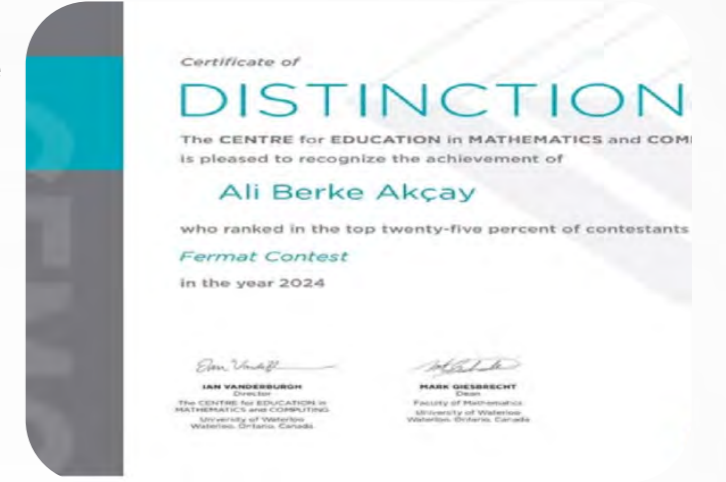 Certificate of
DISTINCTION
The CENTRE for EDUCATION in MATHEMATICS and COM
is pleased to recognize the achievement of
Ali Berke Akçay
who ranked in the top twenty-five percent of contestants
Fermat Contest
in the year 2024
IAN VANDERBURGH
Director
The CENTRE for EDUCATION in
MATHEMATICS and COMPUTING
University of Waterloo
Waterloo, Ontario, Canada
MARK GIESBRECHT
Dean
Faculty of Mathematics
University of Waterloo
Waterloo, Ontario, Canada